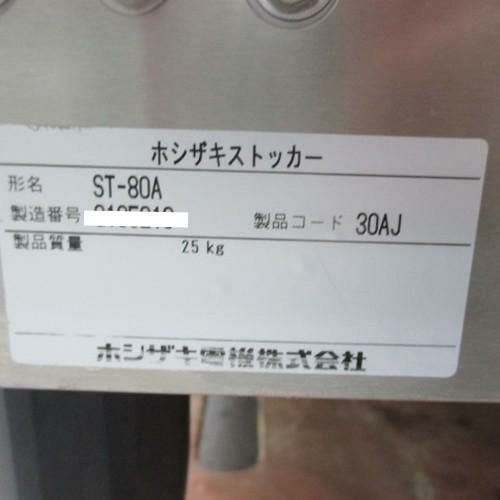 ホシザキストッカー
形名 ST-80A
製造番号 製品コード 30AJ
製品質量 25 kg
ホシザキ電機株式会社